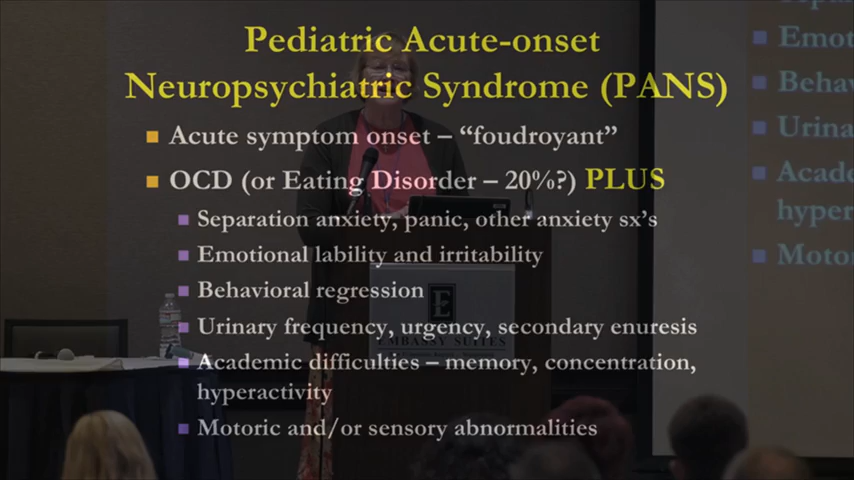 Pediatric Acute-onset
Neuropsychiatric Syndrome (PANS)
Acute symptom onset – “foudroyant”
OCD (or Eating Disorder – 20%?) PLUS
Separation anxiety, panic, other anxiety sx’s
Emotional lability and irritability
Behavioral regression
Urinary frequency, urgency, secondary enuresis
Academic difficulties – memory, concentration,
hyperactivity
Motoric and/or sensory abnormalities
E
EMBASSY SUITES
Emot
Beha
Urina
Acade
hyper
Motor